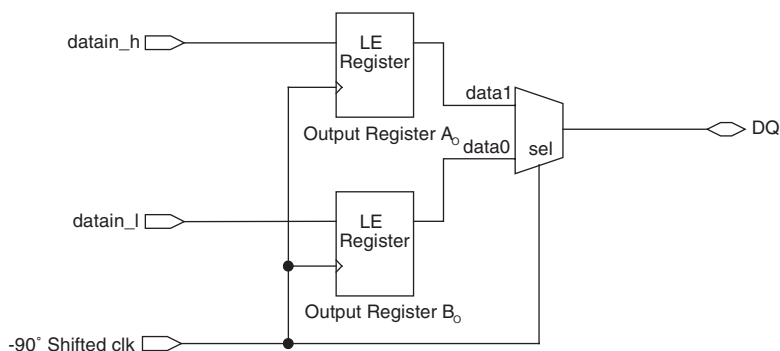 datain_h
LE
Register
data1
Output Register Aₒ
data0
DQ
sel
datain_l
LE
Register
Output Register Bₒ
-90° Shifted clk